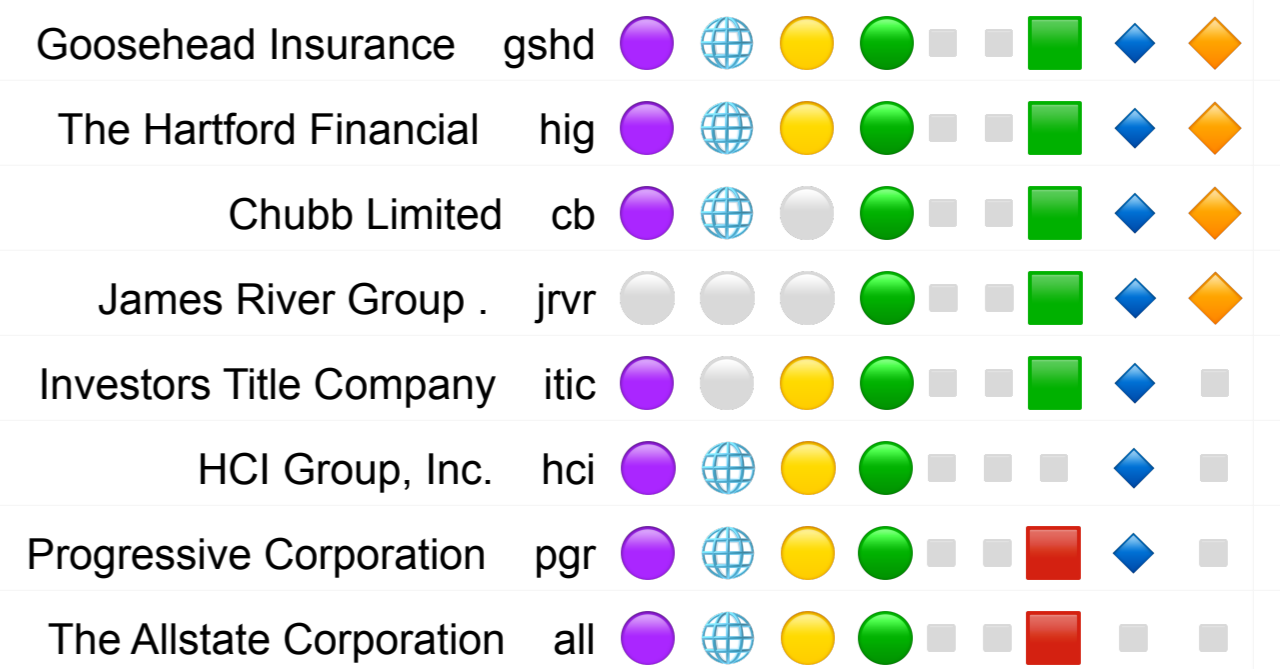 Goosehead Insurance gshd
The Hartford Financial hig
Chubb Limited cb
James River Group . jrvr
Investors Title Company itic
HCI Group, Inc. hci
Progressive Corporation pgr
The Allstate Corporation all